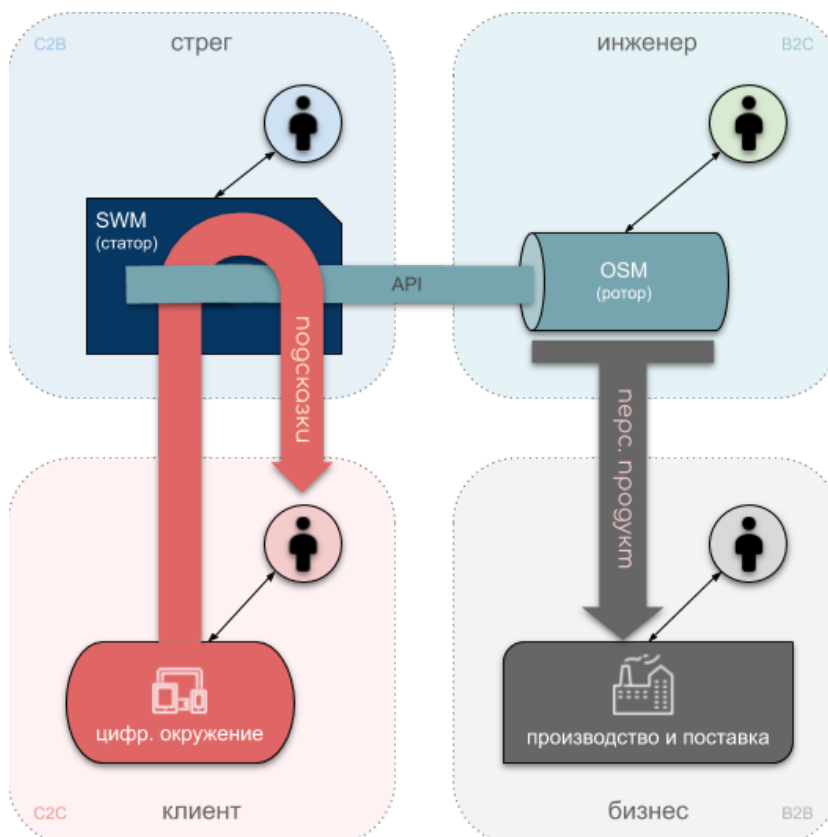 C2B
стрег
инженер
B2C
SWM
(статор)
API
OSM
(ротор)
подсказки
перс. продукт
цифр. окружение
производство и поставка
C2C
клиент
бизнес
B2B